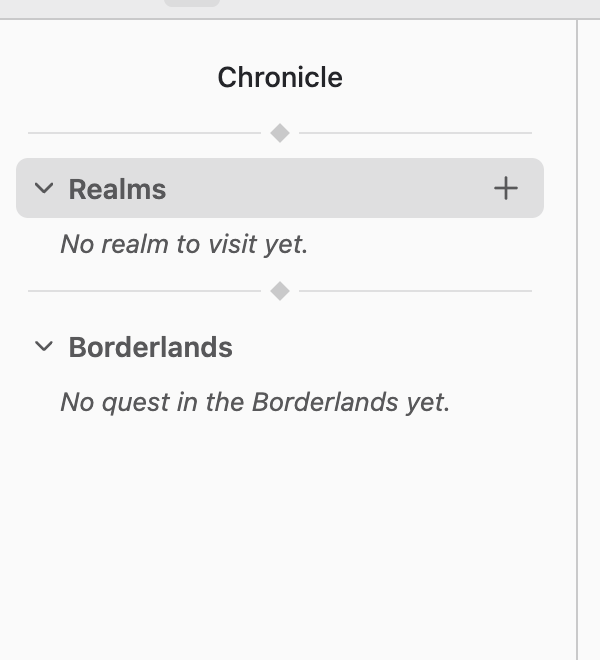 Chronicle
Realms
No realm to visit yet.
Borderlands
No quest in the Borderlands yet.